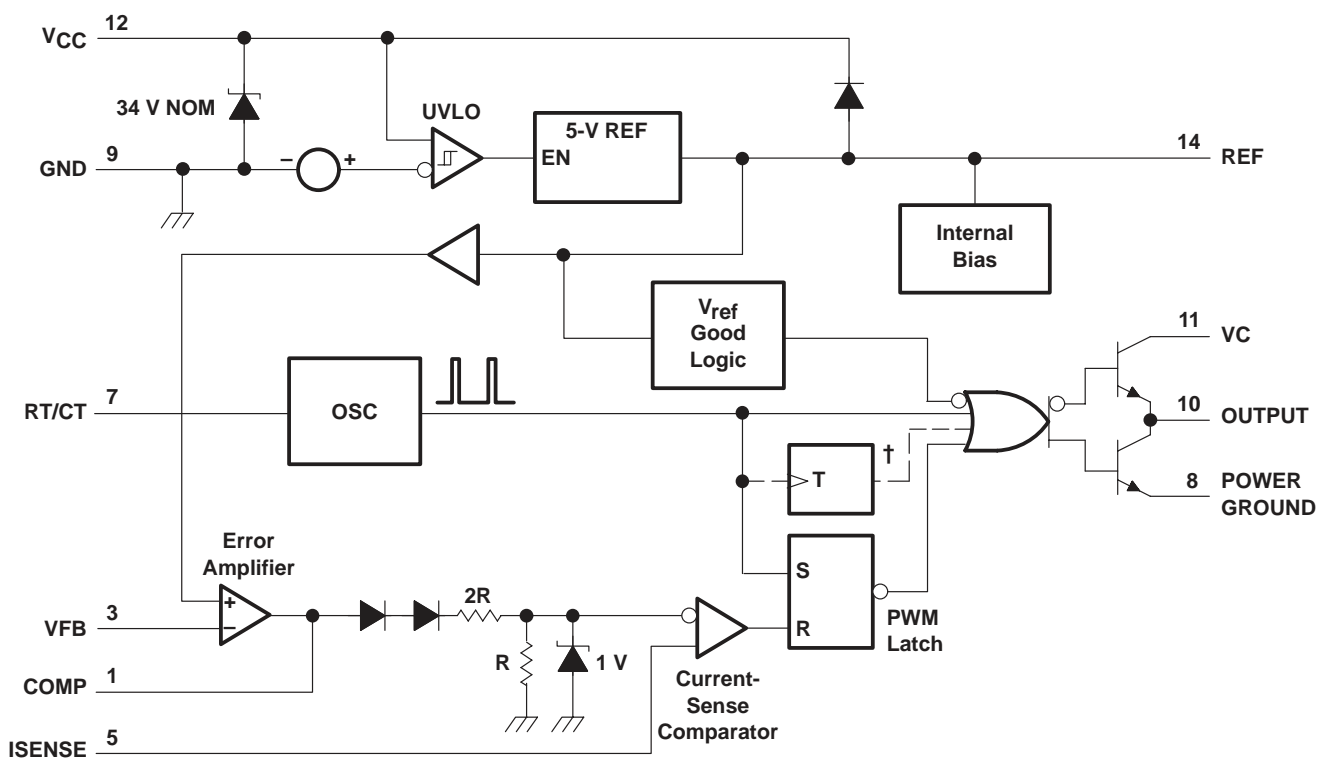 VCC 12
34 V NOM
UVLO
5-V REF
EN
GND 9
− +
14 REF
Internal
Bias
Vref
Good
Logic
11 VC
RT/CT 7
OSC
10 OUTPUT
T
†
8 POWER
GROUND
Error
Amplifier
+
−
VFB 3
2R
S
R
PWM
Latch
R
1 V
COMP 1
Current-
Sense
Comparator
ISENSE 5